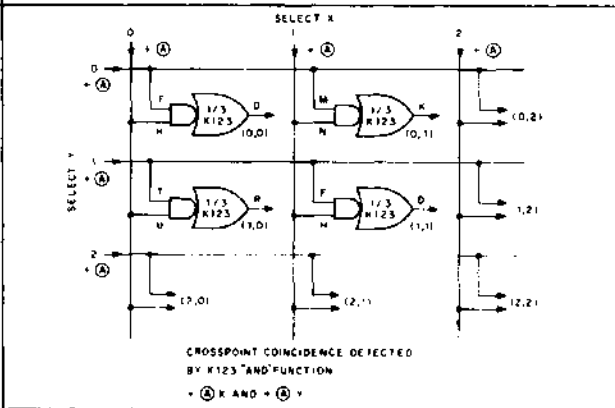 SELECT X
0 1 2
+ Ⓐ + Ⓐ + Ⓐ
0
+ Ⓐ
F 1/3 K123 D
H (0,0)
M 1/3 K123 K
N (0,1)
(0,2)
SELECT Y
1
+ Ⓐ
T 1/3 K123 R
U (1,0)
F 1/3 K123 D
H (1,1)
1,2)
2
+ Ⓐ
(2,0) (2,1) (2,2)
CROSSPOINT COINCIDENCE DETECTED
BY K123 "AND" FUNCTION
+ Ⓐ X AND + Ⓐ Y